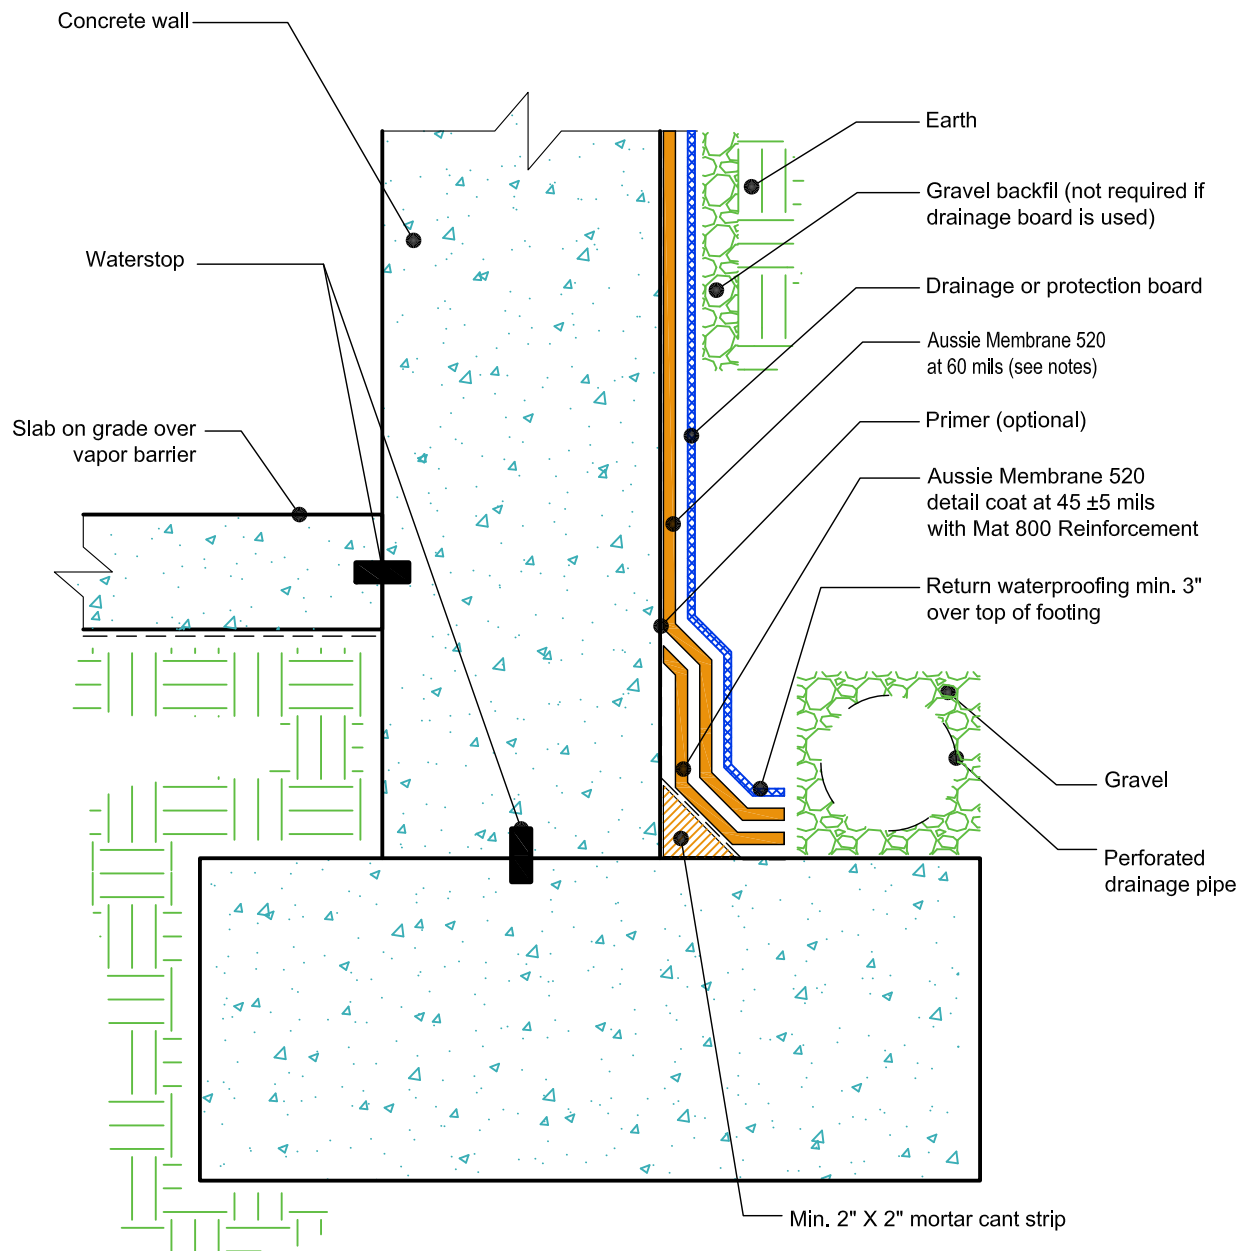 Concrete wall
Waterstop
Slab on grade over
vapor barrier
Earth
Gravel backfil (not required if
drainage board is used)
Drainage or protection board
Aussie Membrane 520
at 60 mils (see notes)
Primer (optional)
Aussie Membrane 520
detail coat at 45 ±5 mils
with Mat 800 Reinforcement
Return waterproofing min. 3"
over top of footing
Gravel
Perforated
drainage pipe
Min. 2" X 2" mortar cant strip